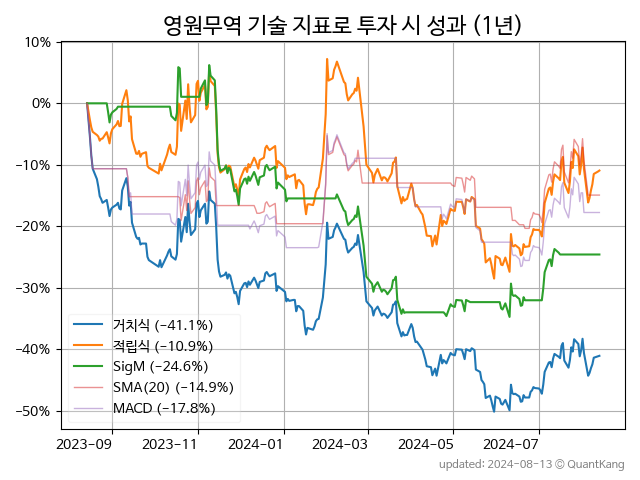 영원무역 기술 지표로 투자 시 성과 (1년)
10%
0%
−10%
−20%
−30%
−40%
−50%
거치식 (−41.1%)
적립식 (−10.9%)
SigM (−24.6%)
SMA(20) (−14.9%)
MACD (−17.8%)
2023-09 2023-11 2024-01 2024-03 2024-05 2024-07
updated: 2024-08-13 © QuantKang